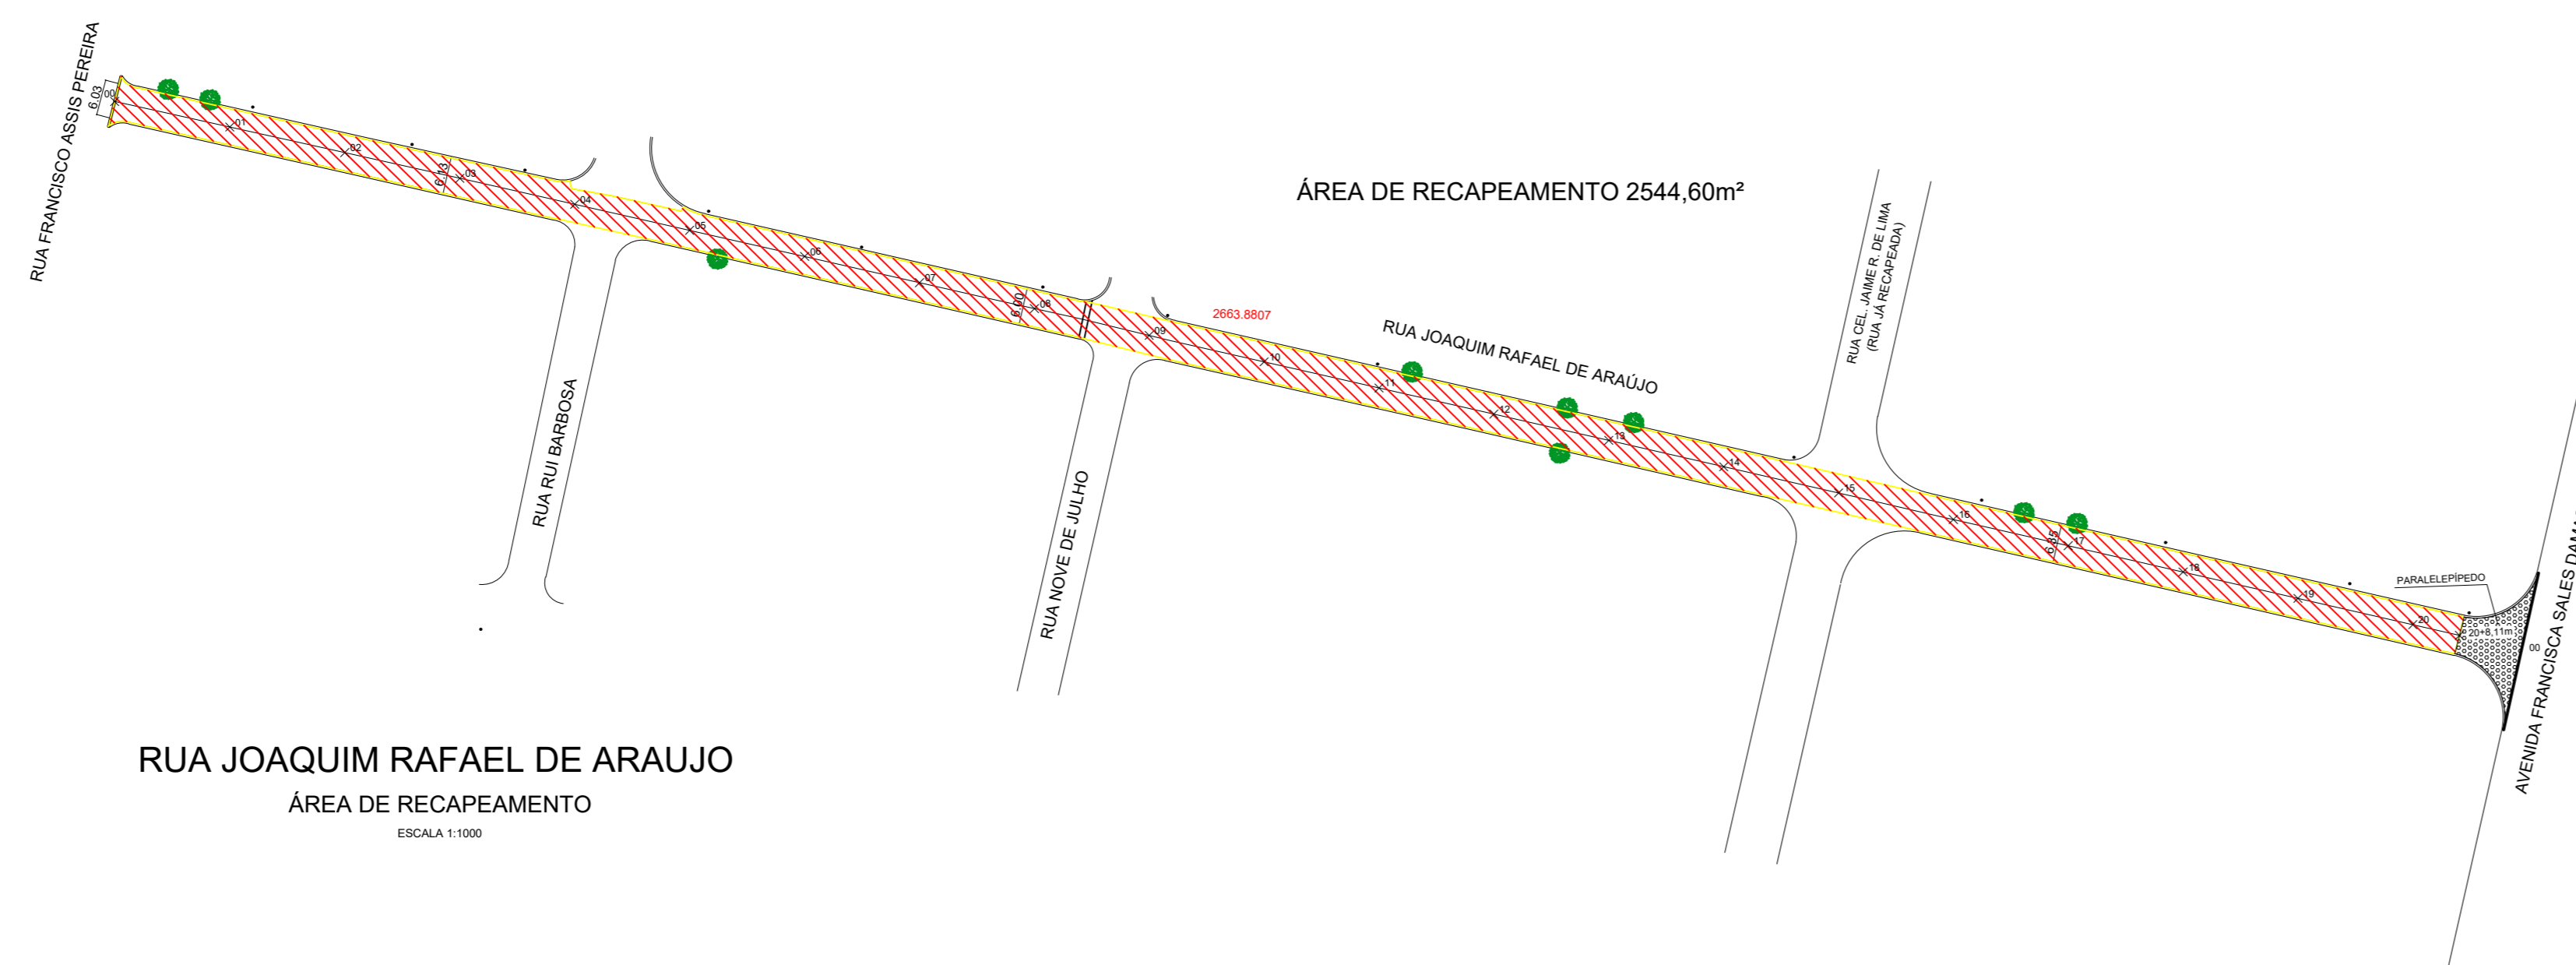 RUA FRANCISCO ASSIS PEREIRA
6.03
00
01
02
6.13
03
04
05
06
07
6.00
08
09
10
11
12
13
14
15
16
6.35
17
18
19
20
ÁREA DE RECAPEAMENTO 2544,60m²
2663.8807
RUA JOAQUIM RAFAEL DE ARAÚJO
RUA CEL. JAIME R. DE LIMA
(RUA JÁ RECAPEADA)
RUA RUI BARBOSA
RUA NOVE DE JULHO
PARALELEPÍPEDO
20+8,11m
00
AVENIDA FRANCISCA SALES
RUA JOAQUIM RAFAEL DE ARAUJO
ÁREA DE RECAPEAMENTO
ESCALA 1:1000